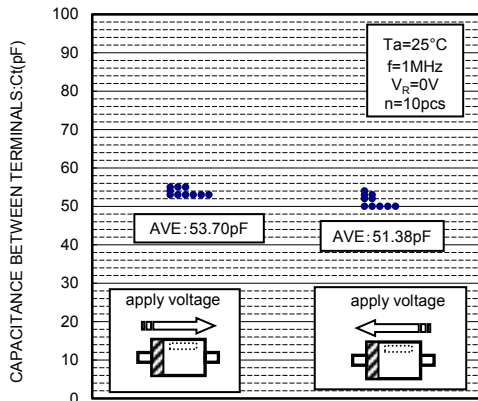 CAPACITANCE BETWEEN TERMINALS:Ct(pF)
100
90
80
70
60
50
40
30
20
10
0
Ta=25°C
f=1MHz
VR=0V
n=10pcs
AVE:53.70pF
AVE:51.38pF
apply voltage
apply voltage